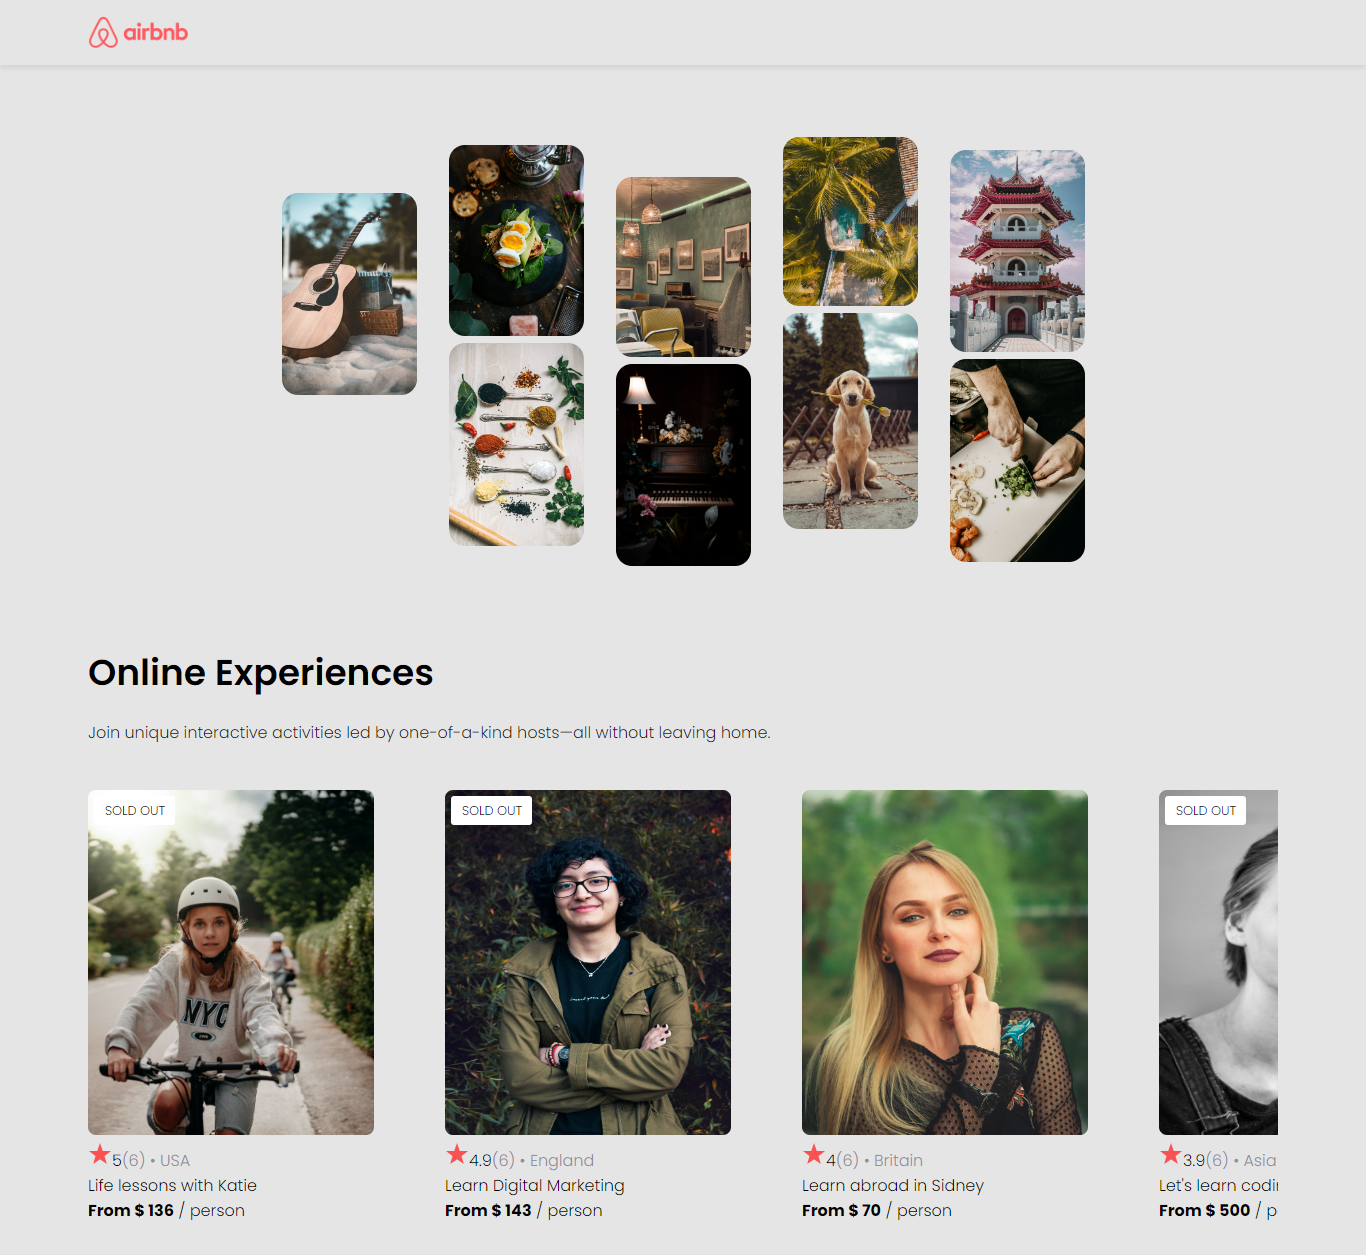 airbnb
Online Experiences
Join unique interactive activities led by one-of-a-kind hosts—all without leaving home.
SOLD OUT
NYC
5(6) • USA
Life lessons with Katie
From $ 136 / person
SOLD OUT
4.9(6) • England
Learn Digital Marketing
From $ 143 / person
4(6) • Britain
Learn abroad in Sidney
From $ 70 / person
SOLD OUT
3.9(6) • Asia
Let's learn codi
From $ 500 / p